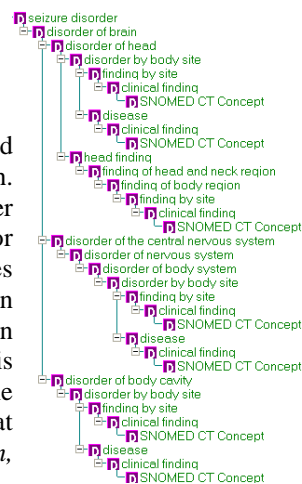 d
n.
er
or
es
n
n
is
e
at
n,
seizure disorder
disorder of brain
disorder of head
disorder by body site
finding by site
clinical finding
SNOMED CT Concept
disease
clinical finding
SNOMED CT Concept
head finding
finding of head and neck region
finding of body region
finding by site
clinical finding
SNOMED CT Concept
disorder of the central nervous system
disorder of nervous system
disorder of body system
disorder by body site
finding by site
clinical finding
SNOMED CT Concept
disease
clinical finding
SNOMED CT Concept
disorder of body cavity
disorder by body site
finding by site
clinical finding
SNOMED CT Concept
disease
clinical finding
SNOMED CT Concept